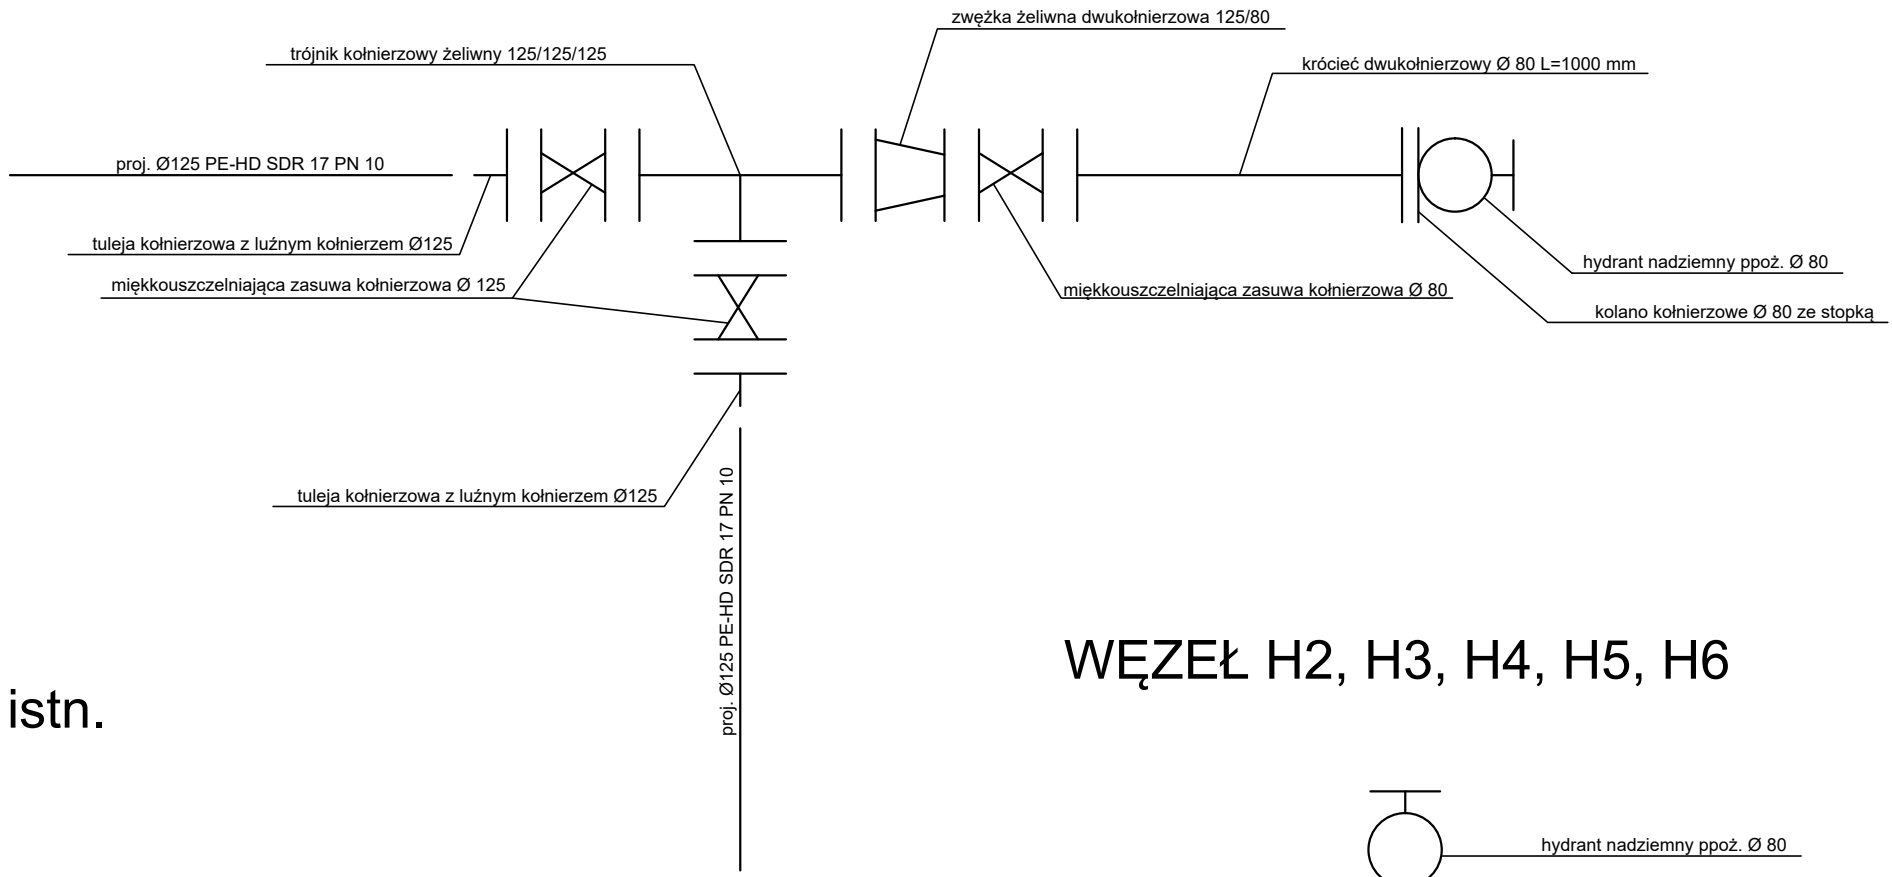 zwężka żeliwna dwukołnierzowa 125/80
trójnik kołnierzowy żeliwny 125/125/125
króciec dwukołnierzowy Ø 80 L=1000 mm
proj. Ø125 PE-HD SDR 17 PN 10
tuleja kołnierzowa z luźnym kołnierzem Ø125
hydrant nadziemny ppoż. Ø 80
miękkouszczelniająca zasuwa kołnierzowa Ø 125
miękkouszczelniająca zasuwa kołnierzowa Ø 80
kolano kołnierzowe Ø 80 ze stopką
tuleja kołnierzowa z luźnym kołnierzem Ø125
proj. Ø125 PE-HD SDR 17 PN 10
WĘZEŁ H2, H3, H4, H5, H6
istn.
hydrant nadziemny ppoż. Ø 80